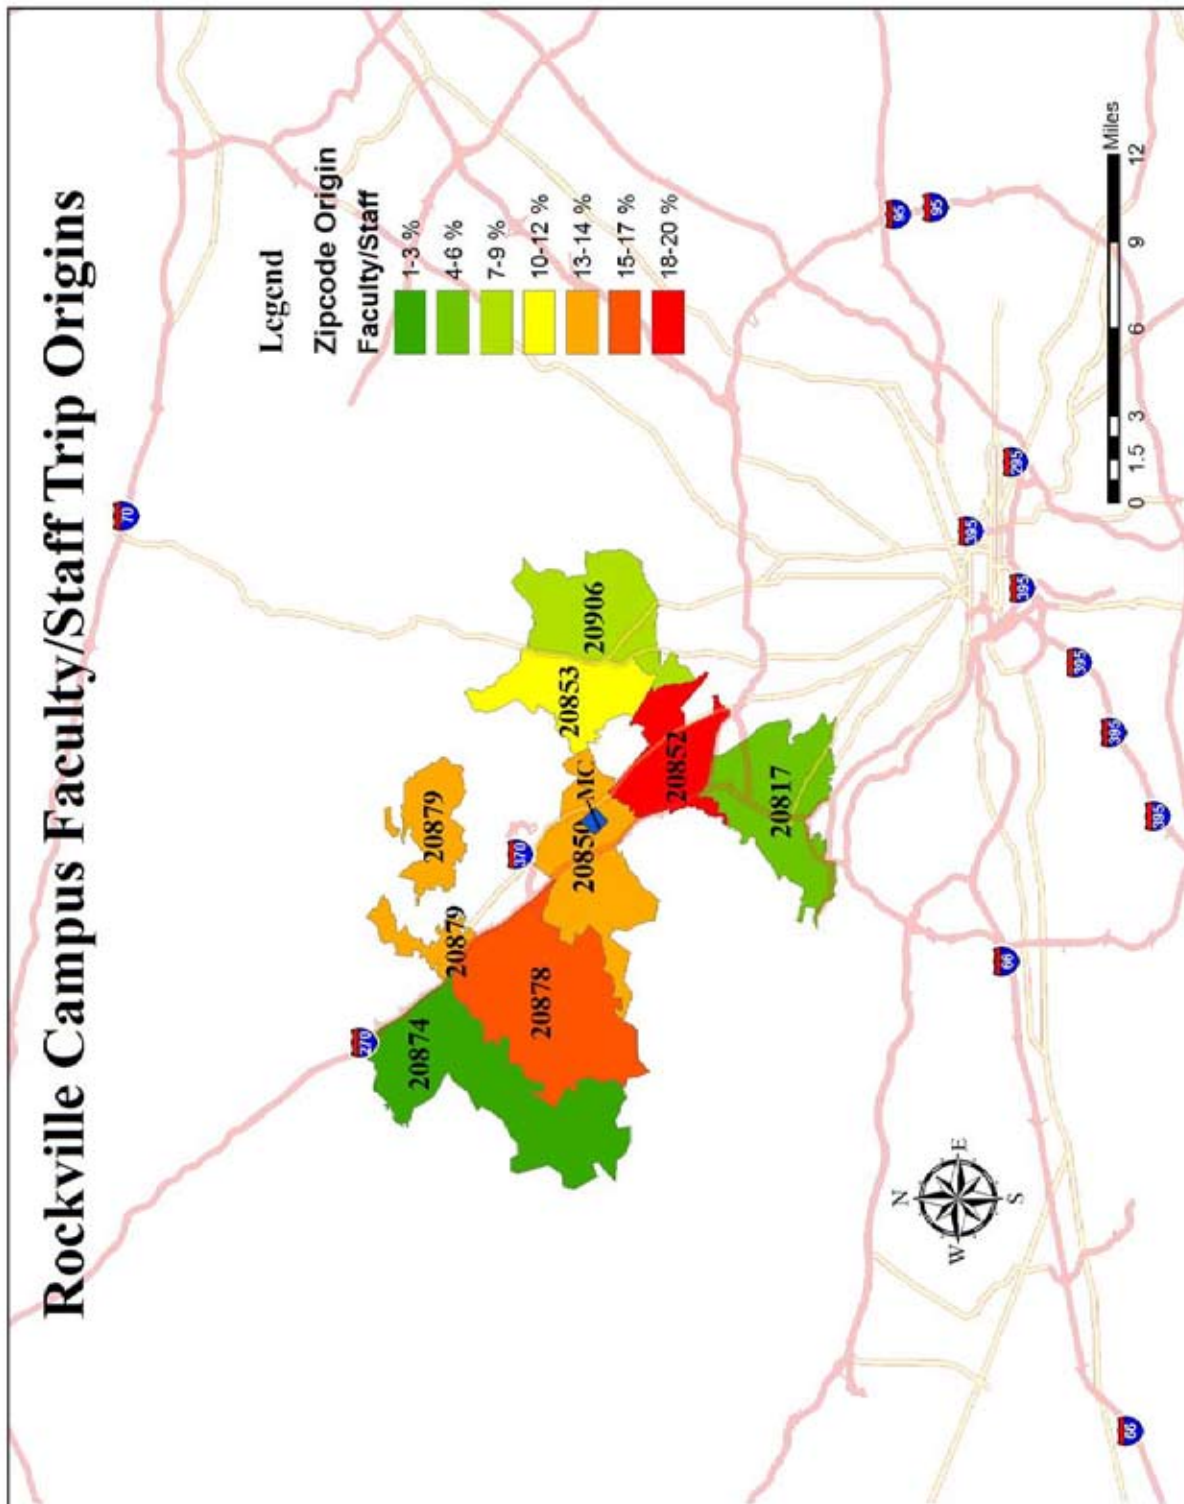 Rockville Campus Faculty/Staff Trip Origins
70
Legend
Zipcode Origin
Faculty/Staff
1-3 %
4-6 %
7-9 %
10-12 %
13-14 %
15-17 %
18-20 %
270
20874
20879
20879
370
20878
20850
MC
20853
20906
20852
20817
95
95
395
295
395
395
395
395
66
66
N
W
E
S
0 1.5 3 6 9 12
Miles